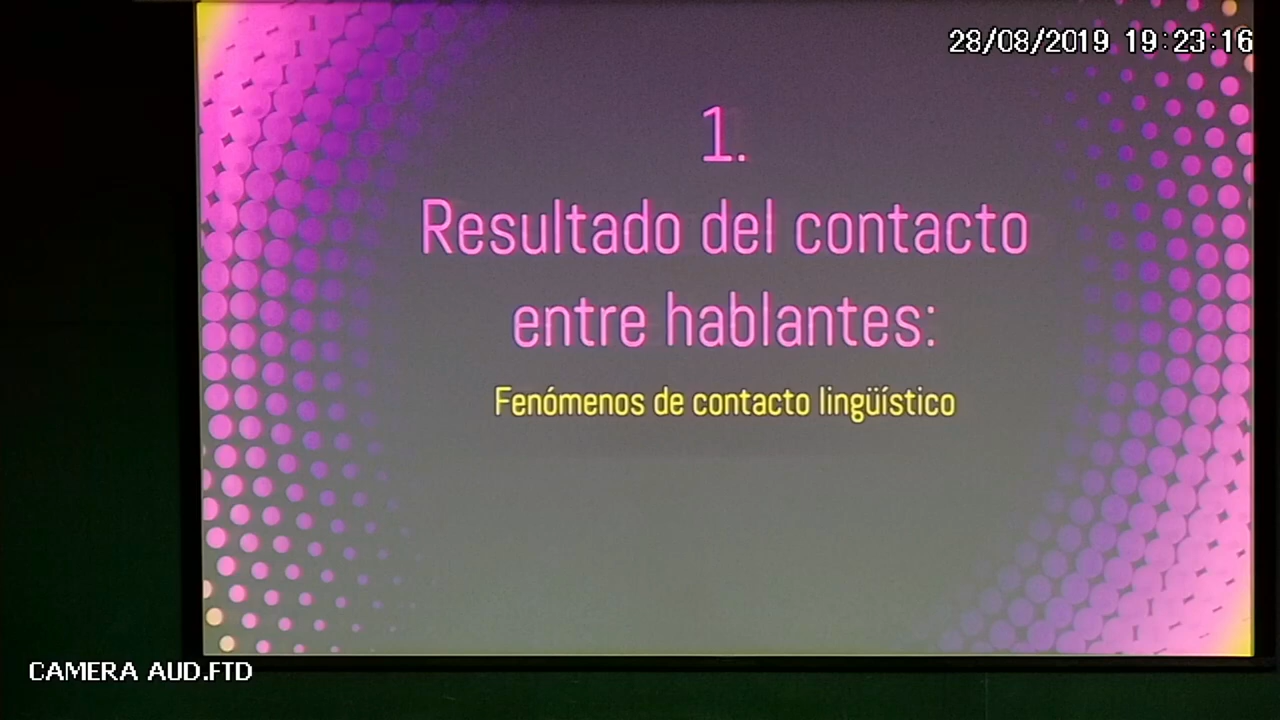 28/08/2019 19:23:16
1.
Resultado del contacto
entre hablantes:
Fenómenos de contacto lingüístico
CAMERA AUD.FTD